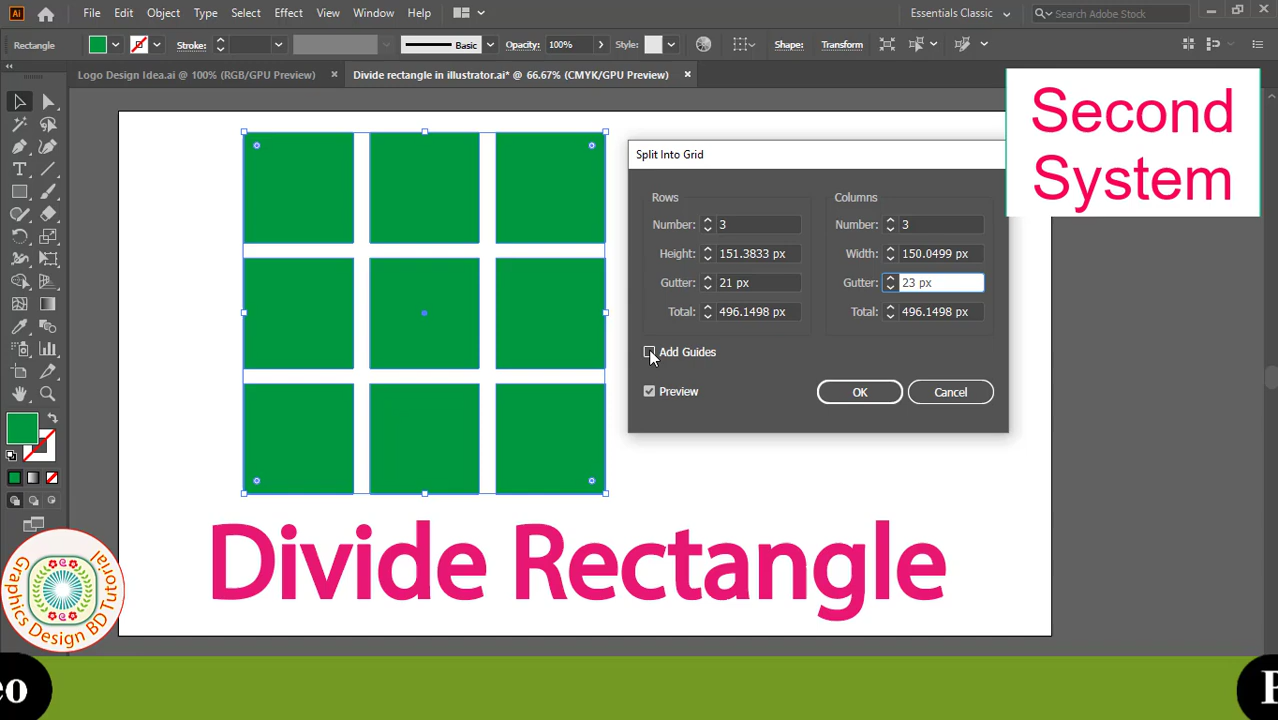 Ai File Edit Object Type Select Effect View Window Help Essentials Classic Search Adobe Stock
Rectangle Stroke: Basic Opacity: 100% Style: Shape: Transform
Logo Design Idea.ai @ 100% (RGB/GPU Preview) × Divide rectangle in illustrator.ai* @ 66.67% (CMYK/GPU Preview) ×
Second
System
Split Into Grid
Rows Columns
Number: 3 Number: 3
Height: 151.3833 px Width: 150.0499 px
Gutter: 21 px Gutter: 23 px
Total: 496.1498 px Total: 496.1498 px
Add Guides
Preview OK Cancel
Divide Rectangle
Graphics Design BD Tutorial
eo P